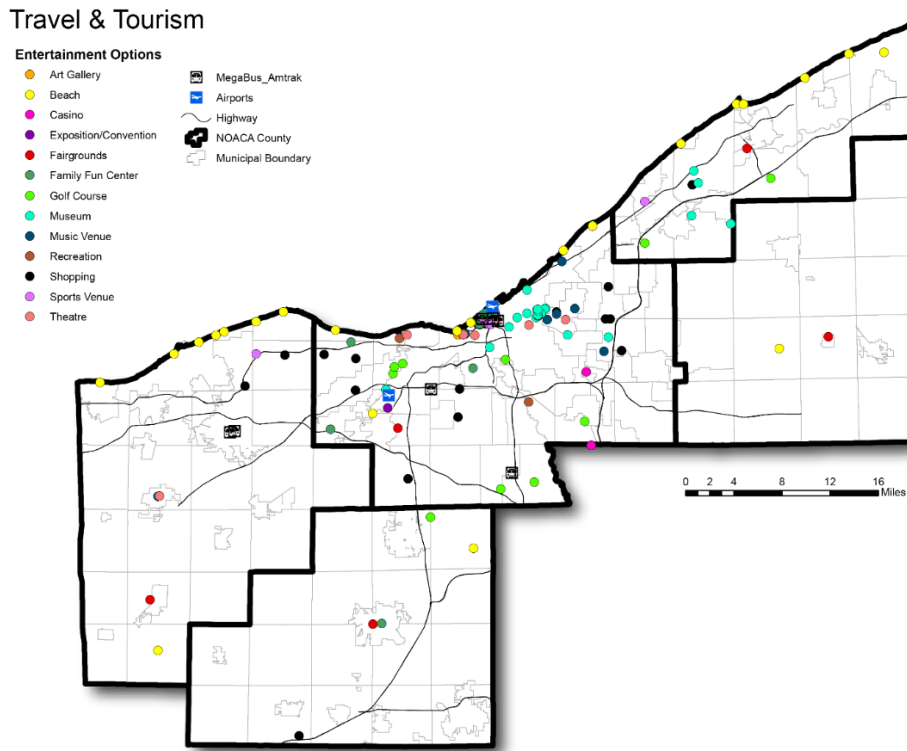 Travel & Tourism
Entertainment Options
Art Gallery
Beach
Casino
Exposition/Convention
Fairgrounds
Family Fun Center
Golf Course
Museum
Music Venue
Recreation
Shopping
Sports Venue
Theatre
MegaBus_Amtrak
Airports
Highway
NOACA County
Municipal Boundary
0 2 4 8 12 16
Miles